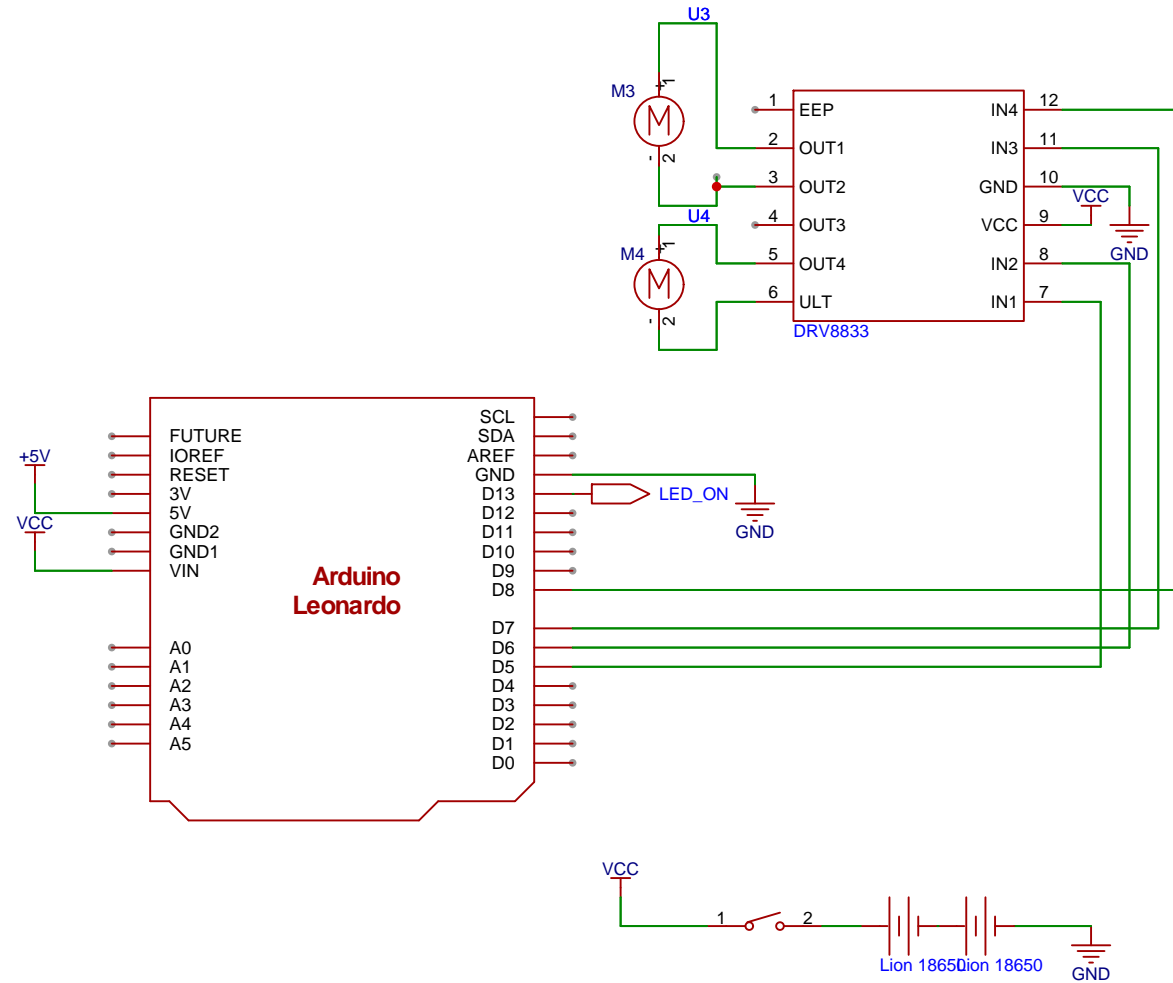 U3
M3
+
1
M
-
2
U4
M4
+
1
M
-
2
1 EEP
2 OUT1
3 OUT2
4 OUT3
5 OUT4
6 ULT
IN4 12
IN3 11
GND 10
VCC 9
IN2 8
IN1 7
DRV8833
VCC
GND
+5V
VCC
FUTURE
IOREF
RESET
3V
5V
GND2
GND1
VIN
A0
A1
A2
A3
A4
A5
Arduino
Leonardo
SCL
SDA
AREF
GND
D13
D12
D11
D10
D9
D8
D7
D6
D5
D4
D3
D2
D1
D0
LED_ON
GND
VCC
1 2
Lion 18650
Lion 18650
GND